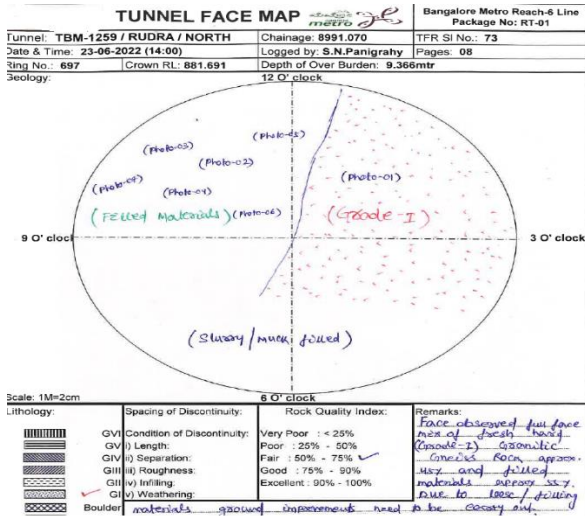 TUNNEL FACE MAP
namma metro
Bangalore Metro Reach-6 Line
Package No: RT-01
Tunnel: TBM-1259 / RUDRA / NORTH
Chainage: 8991.070
TFR Sl No.: 73
Date & Time: 23-06-2022 (14:00)
Logged by: S.N.Panigrahy
Pages: 08
Ring No.: 697
Crown RL: 881.691
Depth of Over Burden: 9.366mtr
Geology:
12 O' clock
(Photo-05)
(Photo-03)
(Photo-02)
(Photo-01)
(Photo-04)
(Filled Materials)
(Photo-06)
(Grade-I)
9 O' clock
3 O' clock
(Slurry/muck filled)
Scale: 1M=2cm
6 O' clock
Lithology:
Spacing of Discontinuity:
Rock Quality Index:
Remarks:
GVI
Condition of Discontinuity:
Very Poor : < 25%
Face observed full face
GV
i) Length:
Poor : 25% - 50%
mix of fresh hard
GIV
ii) Separation:
Fair : 50% - 75% ✓
(Grade-I) Granitic
GIII
iii) Roughness:
Good : 75% - 90%
Gneiss Rock approx.
GII
iv) Infilling:
Excellent : 90% - 100%
45% and filled
materials approx 55%.
GI
v) Weathering:
Due to loose / filling
Boulder
materials ground improvements need to be carry out.